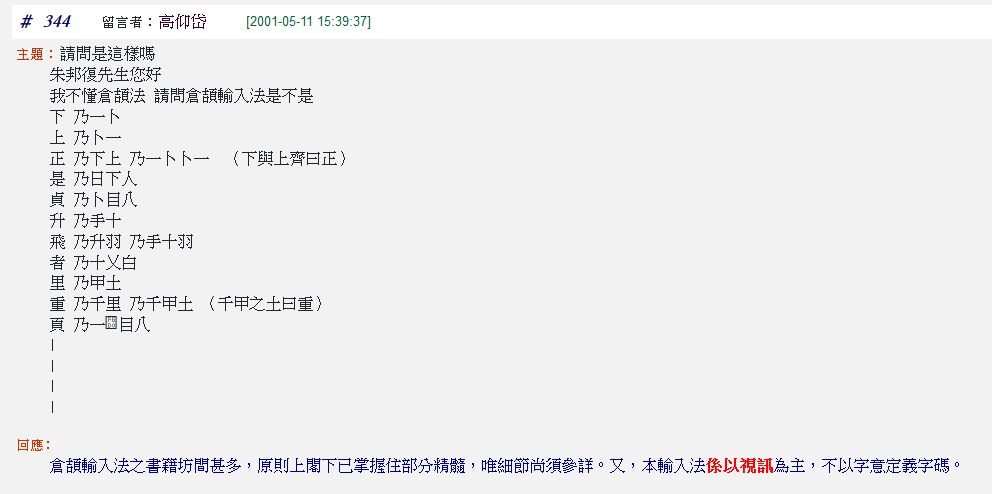 # 344 留言者：高仰岱 [2001-05-11 15:39:37]
主題：請問是這樣嗎
朱邦復先生您好
我不懂倉頡法 請問倉頡輸入法是不是
下 乃一卜
上 乃卜一
正 乃下上 乃一卜卜一 （下與上齊曰正）
是 乃日下人
貞 乃卜目八
升 乃手十
飛 乃升羽 乃手十羽
者 乃十乂白
里 乃甲土
重 乃千里 乃千甲土 （千甲之土曰重）
頁 乃一目八
|
|
|
|
回應:
倉頡輸入法之書籍坊間甚多，原則上閣下已掌握住部分精髓，唯細節尚須參詳。又，本輸入法係以視訊為主，不以字意定義字碼。